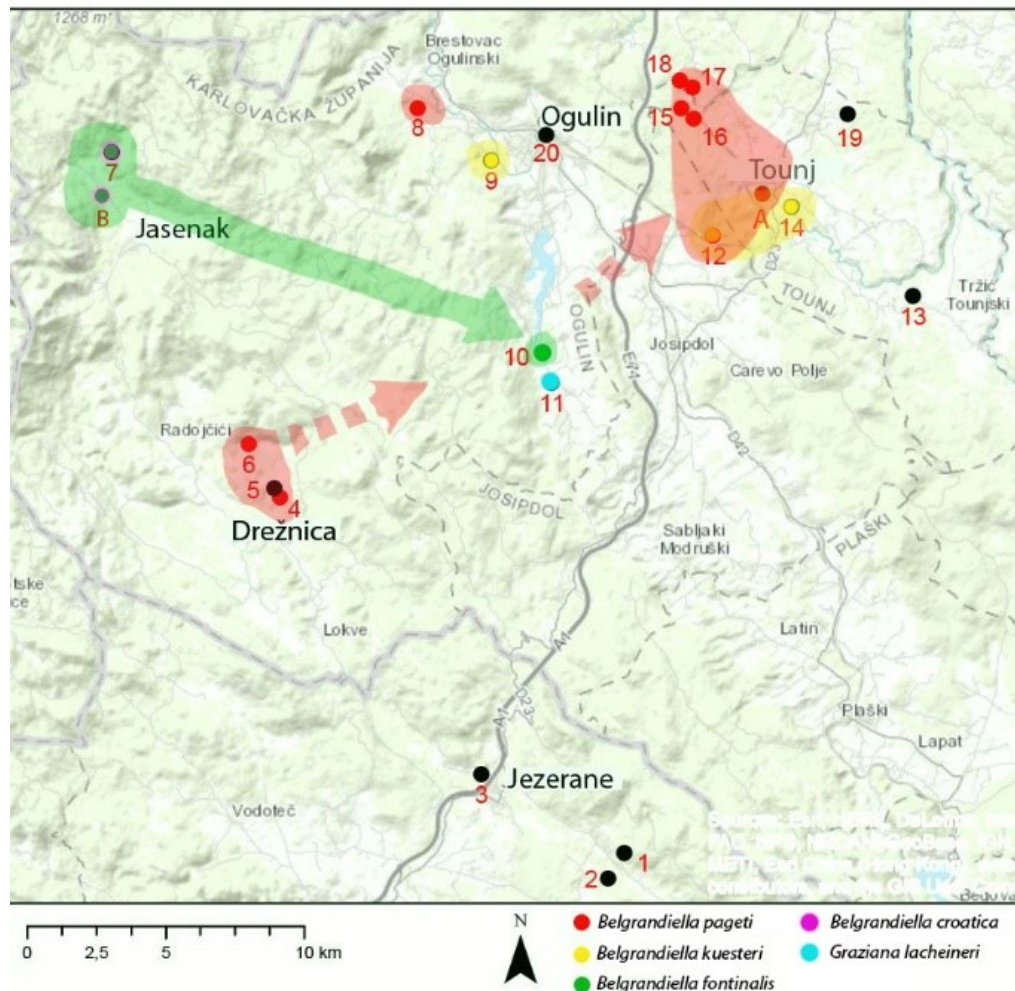 1268 m
Brestovac
Ogulinski
KARLOVAČKA ŽUPANIJA
18
17
8
15
16
Ogulin
19
20
7
9
Tounj
B
A
14
Jasenak
12
D23
TOUNJ
Tržić
Tounjski
13
OGULIN
E71
Josipdol
10
Carevo Polje
11
Radojčići
D42
6
5
4
JOSIPDOL
Drežnica
Sabljaki
Modruški
PLAŠKI
Lokve
Latin
A1
D23
Plaški
A1
Lapat
Jezerane
3
Vodoteč
1
2
0
2,5
5
10 km
N
Belgrandiella pageti
Belgrandiella croatica
Belgrandiella kuesteri
Graziana lacheineri
Belgrandiella fontinalis